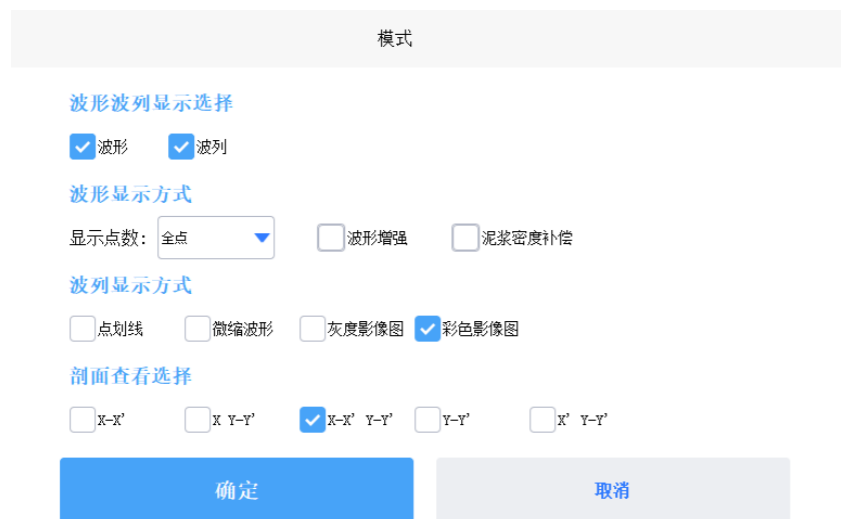 模式
波形波列显示选择
波形 波列
波形显示方式
显示点数: 全点 波形增强 泥浆密度补偿
波列显示方式
点划线 微缩波形 灰度影像图 彩色影像图
剖面查看选择
X-X' X Y-Y' X-X' Y-Y' Y-Y' X' Y-Y'
确定 取消